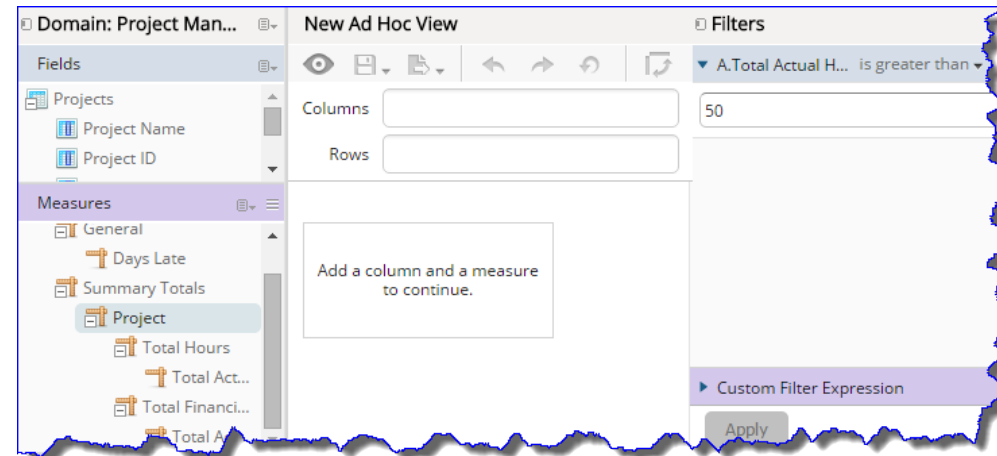 Domain: Project Man...
Fields
Projects
Project Name
Project ID
Measures
General
Days Late
Summary Totals
Project
Total Hours
Total Act...
Total Financi...
Total A
New Ad Hoc View
Columns
Rows
Add a column and a measure
to continue.
Filters
A.Total Actual H... is greater than
50
Custom Filter Expression
Apply